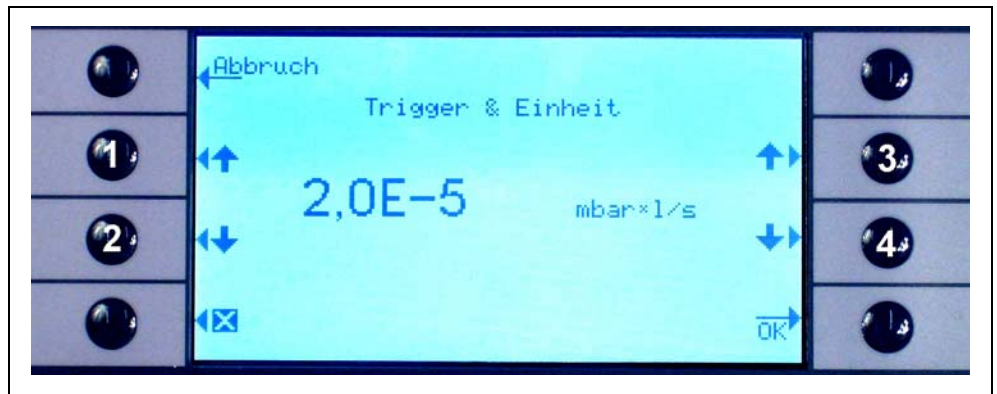 Abbruch
Trigger & Einheit
1 3
2,0E-5 mbar*l/s
2 4
OK